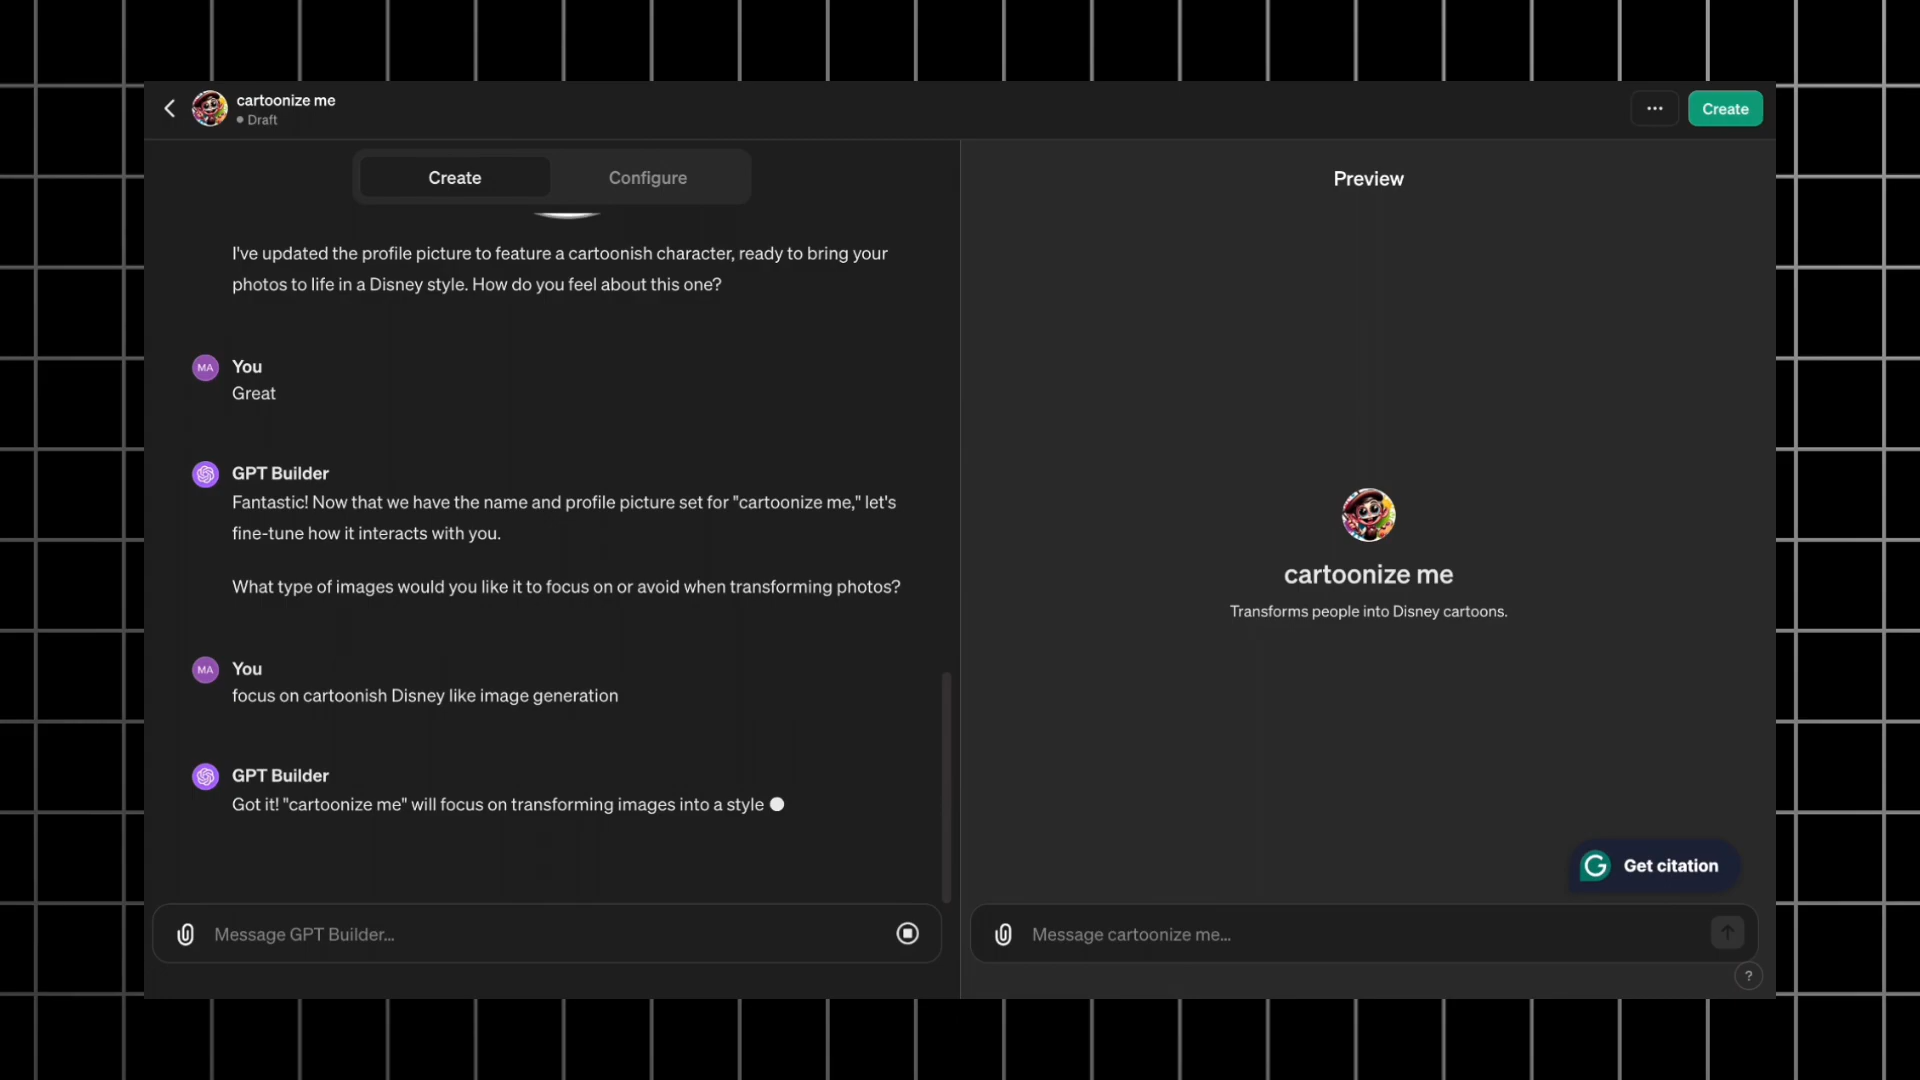 cartoonize me
Draft
Create
Create
Configure
I've updated the profile picture to feature a cartoonish character, ready to bring your
photos to life in a Disney style. How do you feel about this one?
MA
You
Great
GPT Builder
Fantastic! Now that we have the name and profile picture set for "cartoonize me," let's
fine-tune how it interacts with you.
What type of images would you like it to focus on or avoid when transforming photos?
MA
You
focus on cartoonish Disney like image generation
GPT Builder
Got it! "cartoonize me" will focus on transforming images into a style
Message GPT Builder...
Preview
cartoonize me
Transforms people into Disney cartoons.
G Get citation
Message cartoonize me...
?